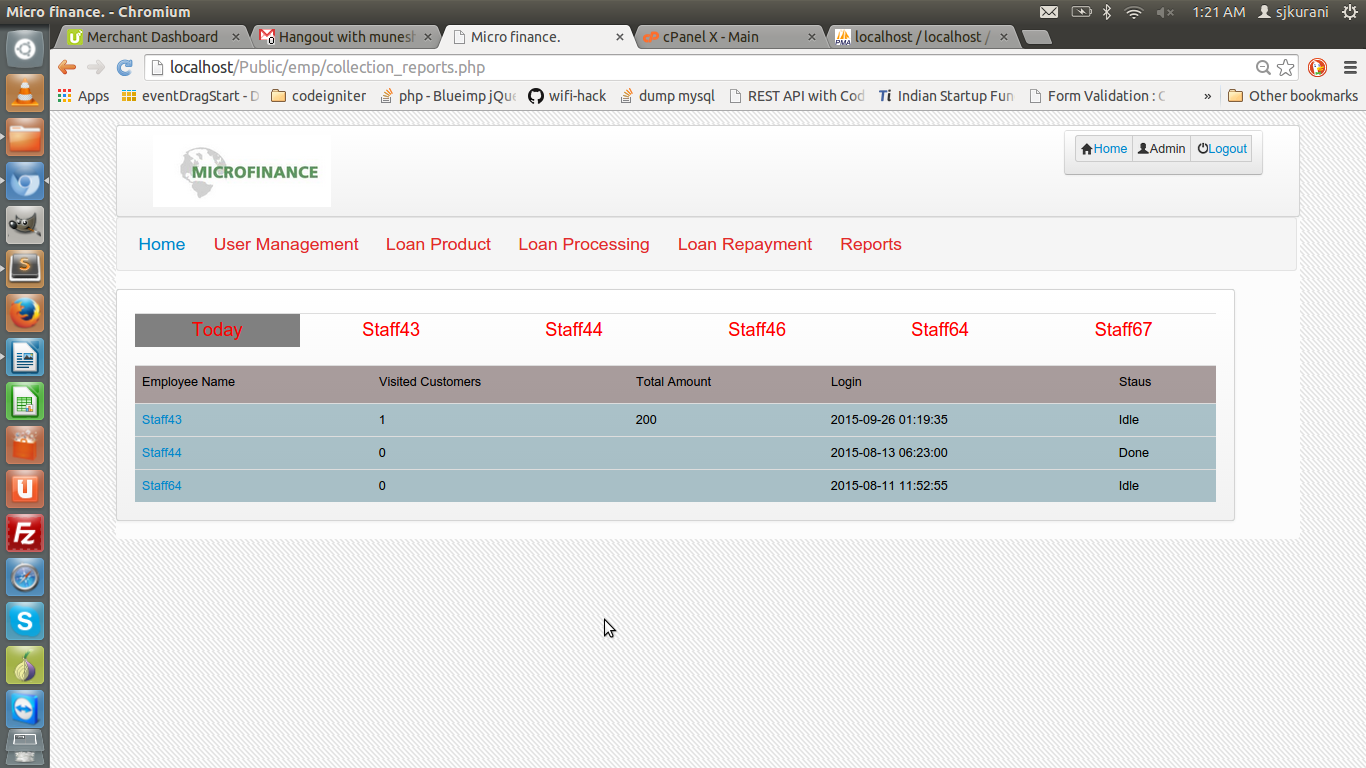 Micro finance. - Chromium
1:21 AM sjkurani
Merchant Dashboard
Hangout with munesh
Micro finance.
cPanel X - Main
localhost / localhost /
localhost/Public/emp/collection_reports.php
Apps eventDragStart - D codeigniter php - Blueimp jQue wifi-hack dump mysql REST API with Cod Indian Startup Fun Form Validation : C » Other bookmarks
MICROFINANCE
Home Admin Logout
Home User Management Loan Product Loan Processing Loan Repayment Reports
Today Staff43 Staff44 Staff46 Staff64 Staff67
Employee Name Visited Customers Total Amount Login Staus
Staff43 1 200 2015-09-26 01:19:35 Idle
Staff44 0 2015-08-13 06:23:00 Done
Staff64 0 2015-08-11 11:52:55 Idle